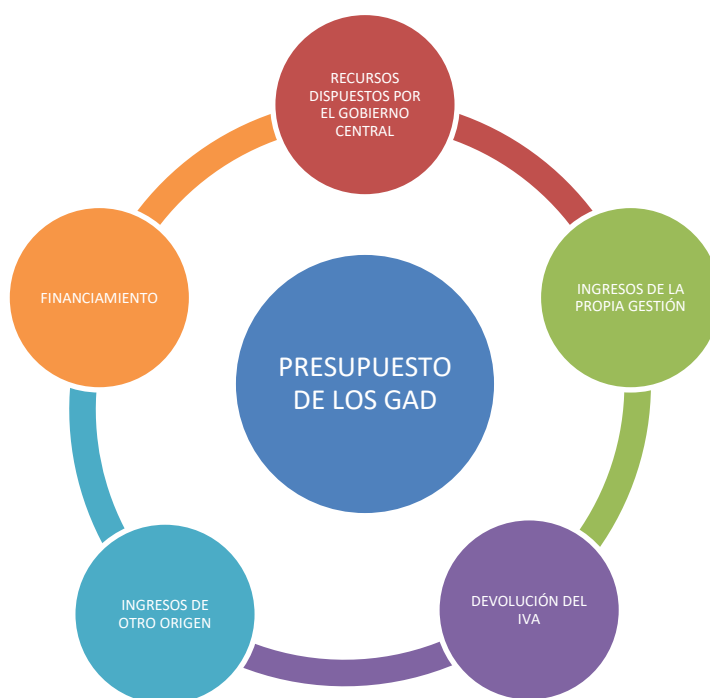 RECURSOS
DISPUESTOS POR
EL GOBIERNO
CENTRAL
FINANCIAMIENTO
INGRESOS DE LA
PROPIA GESTIÓN
PRESUPUESTO
DE LOS GAD
INGRESOS DE
OTRO ORIGEN
DEVOLUCIÓN DEL
IVA